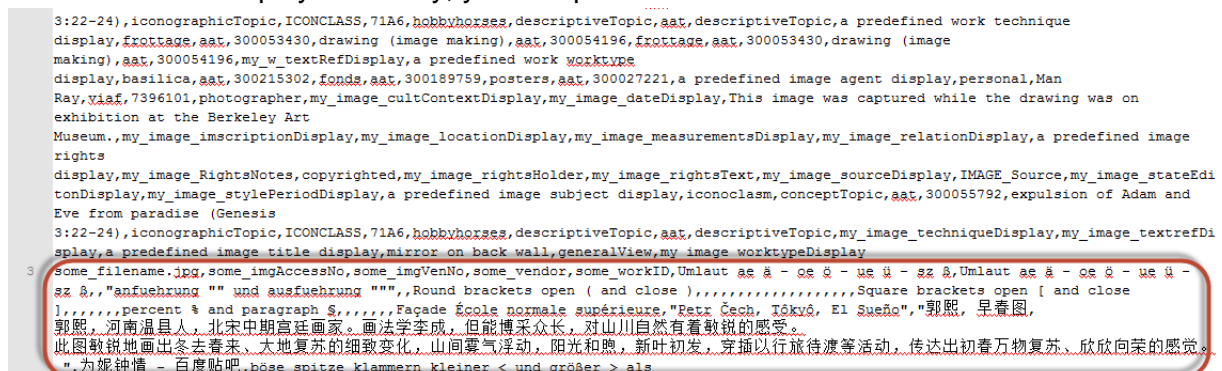 3:22-24),iconographicTopic,ICONCLASS,71A6,hobbyhorses,descriptiveTopic,aat,descriptiveTopic,a predefined work technique
display,frottage,aat,300053430,drawing (image making),aat,300054196,frottage,aat,300053430,drawing (image
making),aat,300054196,my_w_textRefDisplay,a predefined work worktype
display,basilica,aat,300215302,fonds,aat,300189759,posters,aat,300027221,a predefined image agent display,personal,Man
Ray,viaf,7396101,photographer,my_image_cultContextDisplay,my_image_dateDisplay,This image was captured while the drawing was on
exhibition at the Berkeley Art
Museum.,my_image_imscriptionDisplay,my_image_locationDisplay,my_image_measurementsDisplay,my_image_relationDisplay,a predefined image
rights
display,my_image_RightsNotes,copyrighted,my_image_rightsHolder,my_image_rightsText,my_image_sourceDisplay,IMAGE_Source,my_image_stateEdi
tonDisplay,my_image_stylePeriodDisplay,a predefined image subject display,iconoclasm,conceptTopic,aat,300055792,expulsion of Adam and
Eve from paradise (Genesis
3:22-24),iconographicTopic,ICONCLASS,71A6,hobbyhorses,descriptiveTopic,aat,descriptiveTopic,my_image_techniqueDisplay,my_image_textrefDi
splay,a predefined image title display,mirror on back wall,generalView,my image worktypeDisplay
3 some_filename.jpg,some_imgAccessNo,some_imgVenNo,some_vendor,some_workID,Umlaut ae ä - oe ö - ue ü - sz ß,Umlaut ae ä - oe ö - ue ü -
sz ß,,"anfuehrung "" und ausfuehrung """,,Round brackets open ( and close ),,,,,,,,,,,,,,,,,,Square brackets open [ and close
],,,,,,,percent % and paragraph §,,,,,,,Façade École normale supérieure,"Petr Čech, Tōkyō, El Sueño","郭熙, 早春图,
郭熙，河南温县人，北宋中期宫廷画家。画法学李成，但能博采众长，对山川自然有着敏锐的感受。
此图敏锐地画出冬去春来、大地复苏的细致变化，山间雾气浮动，阳光和煦，新叶初发，穿插以行旅待渡等活动，传达出初春万物复苏、欣欣向荣的感觉。
",为妮钟情 - 百度贴吧,böse spitze klammern kleiner < und größer > als